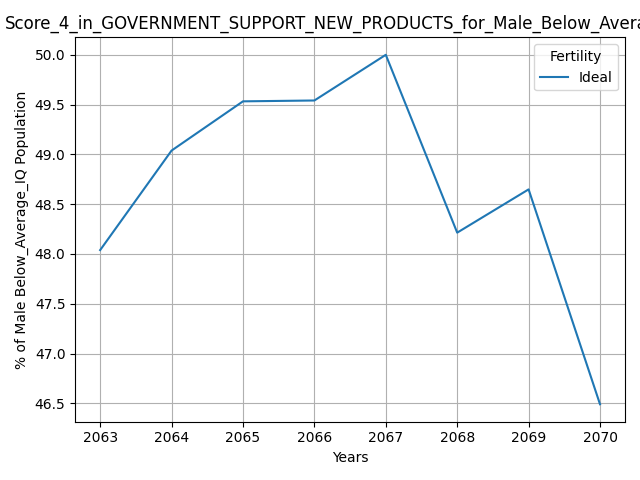 Score_4_in_GOVERNMENT_SUPPORT_NEW_PRODUCTS_for_Male_Below_Avera
Fertility
Ideal
% of Male Below_Average_IQ Population
50.0
49.5
49.0
48.5
48.0
47.5
47.0
46.5
2063 2064 2065 2066 2067 2068 2069 2070
Years